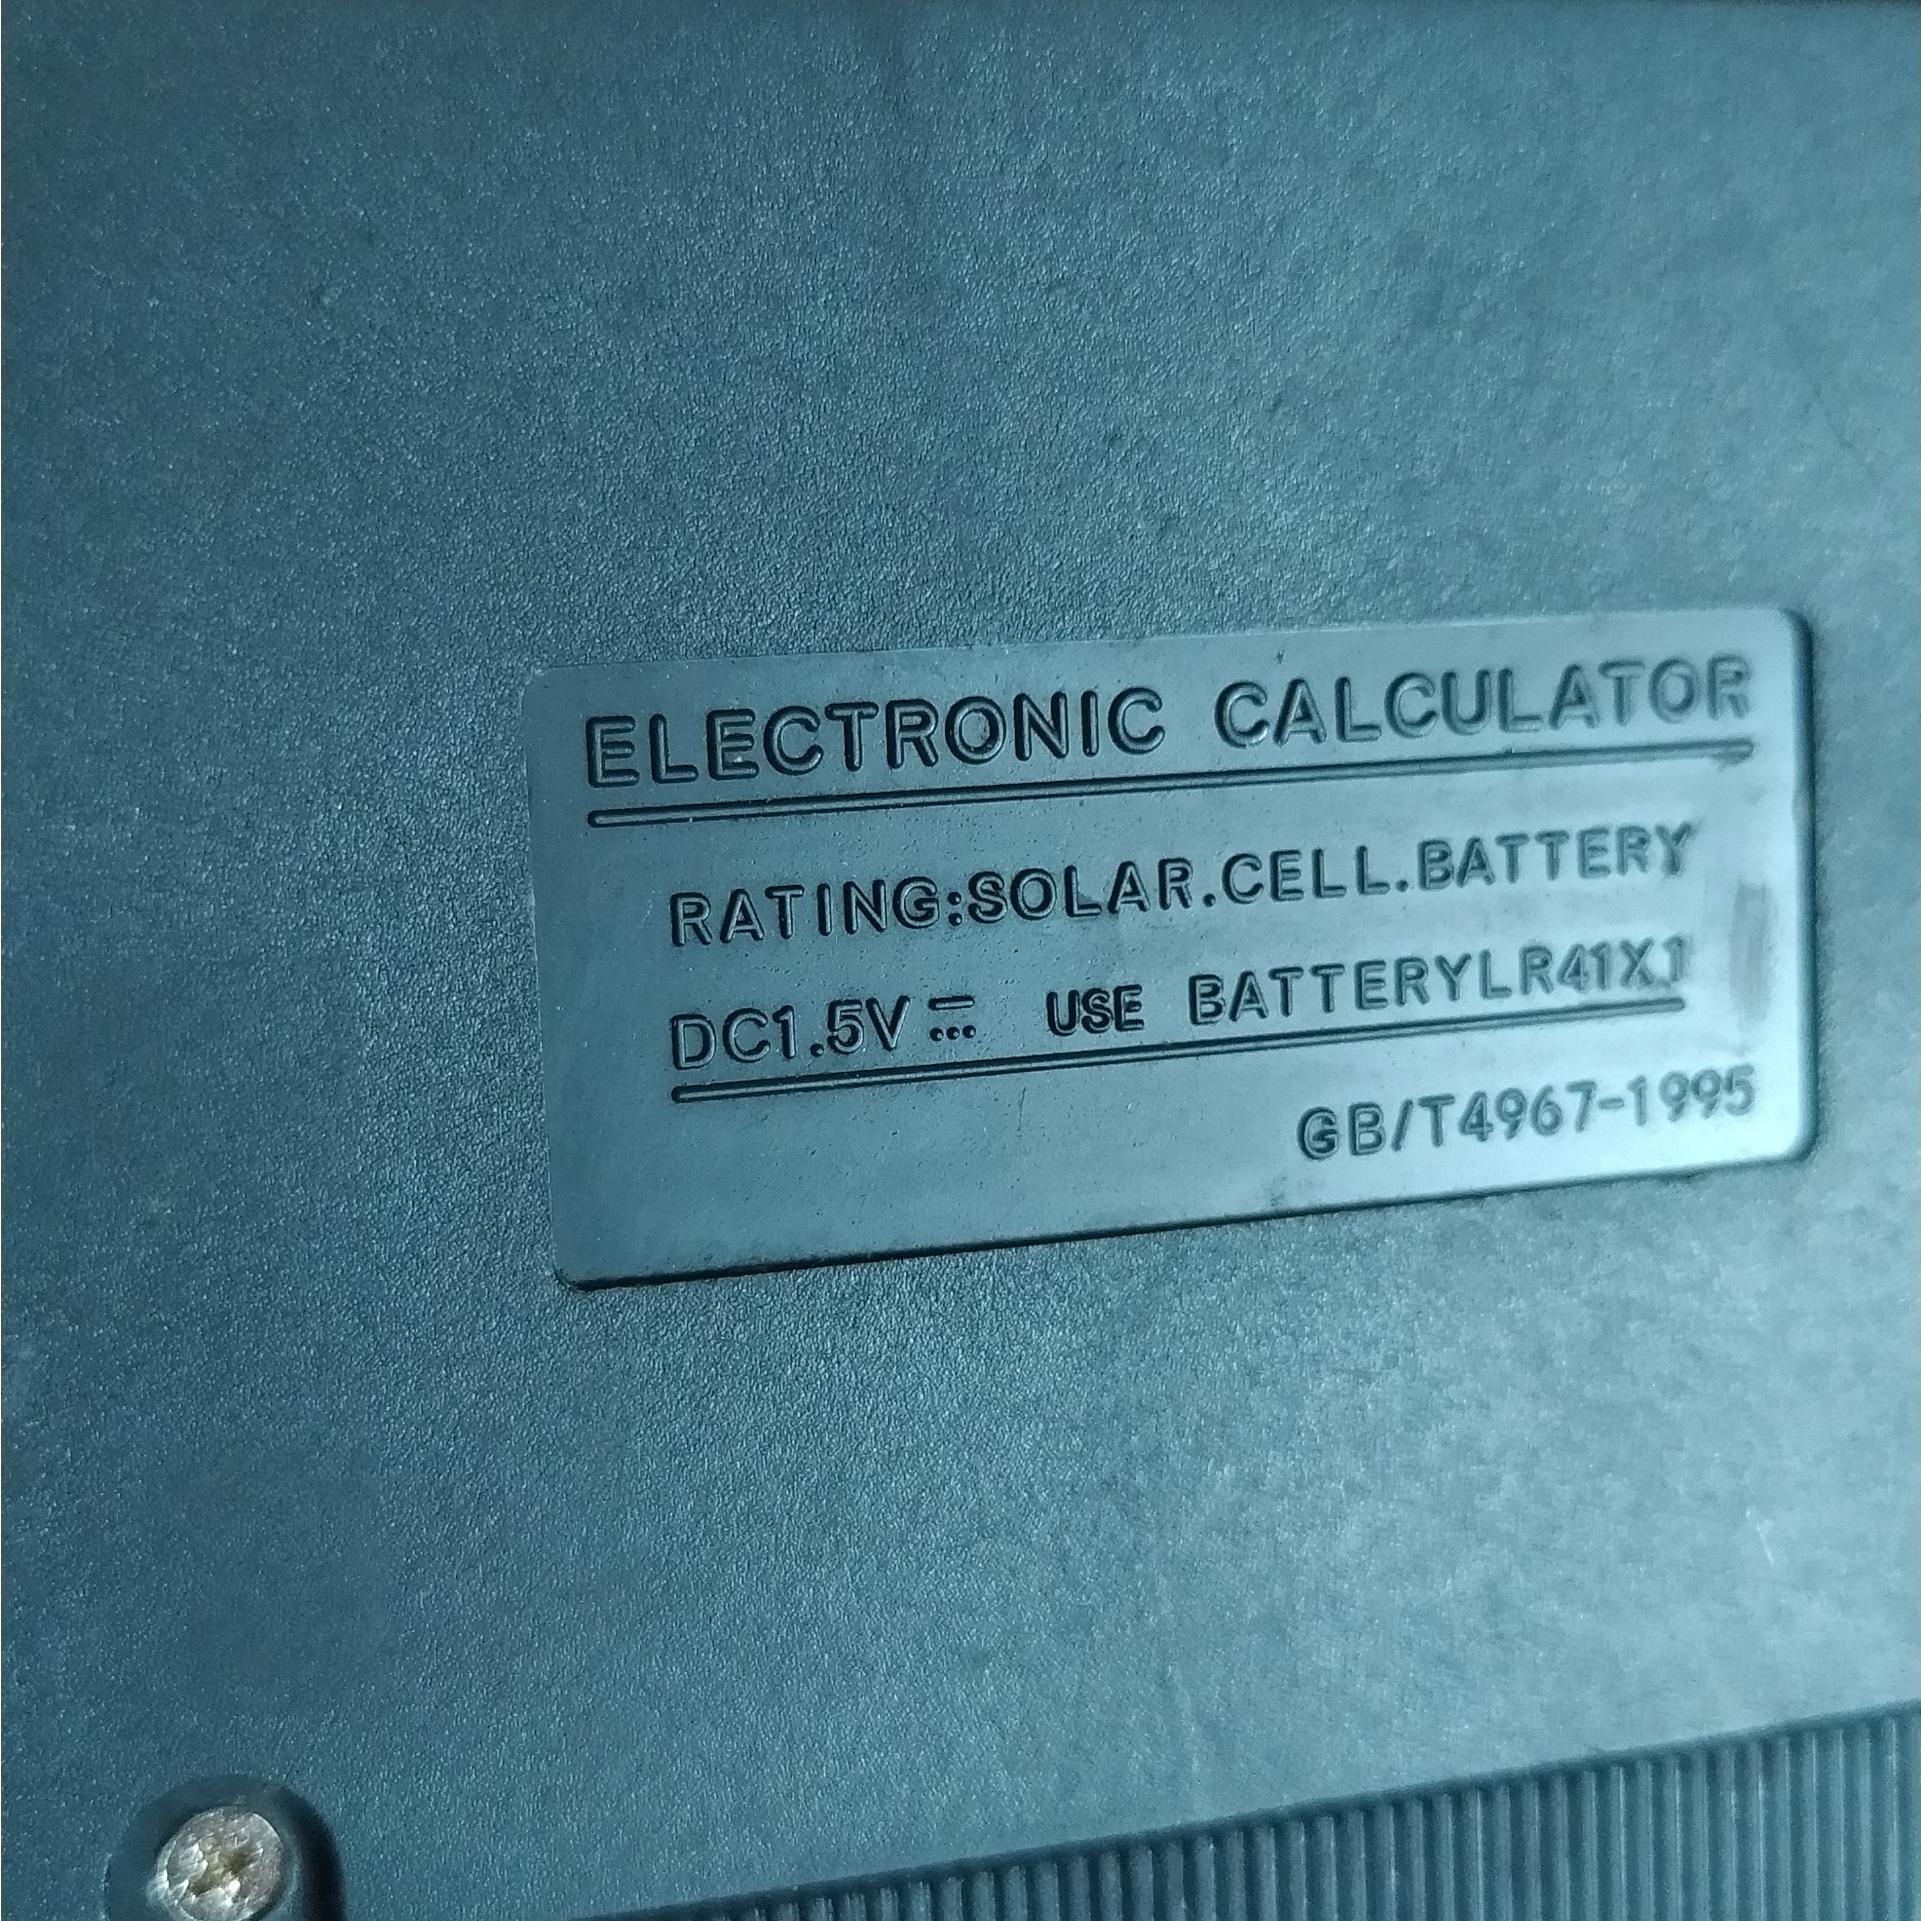 ELECTRONIC CALCULATOR
RATING:SOLAR.CELL.BATTERY
DC1.5V⎓ USE BATTERYLR41X1
GB/T4967-1995